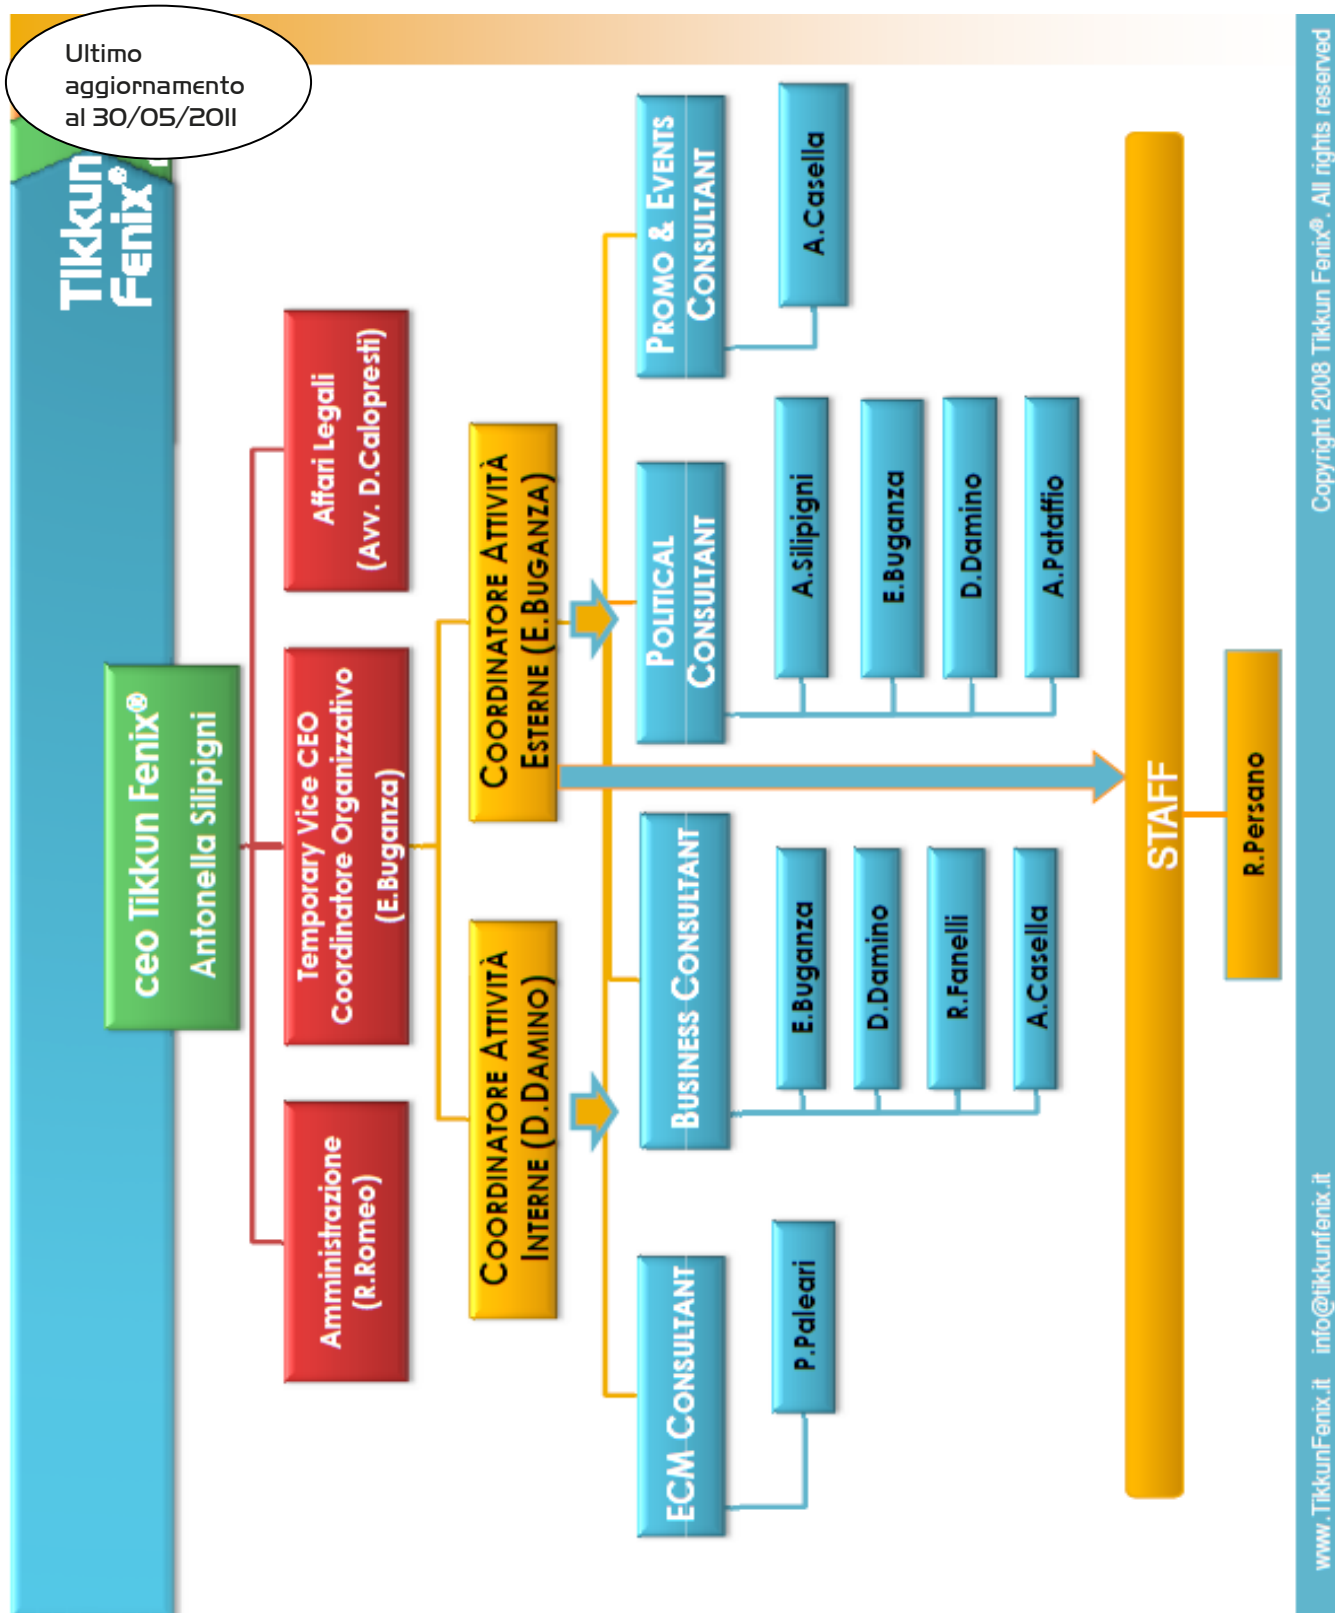 Ultimo
aggiornamento
al 30/05/2011
Tikkun
Fenix®
ceo Tikkun Fenix®
Antonella Silipigni
Amministrazione
(R.Romeo)
Temporary Vice CEO
Coordinatore Organizzativo
(E.Buganza)
Affari Legali
(Avv. D.Calopresti)
COORDINATORE ATTIVITÀ
INTERNE (D.DAMINO)
COORDINATORE ATTIVITÀ
ESTERNE (E.BUGANZA)
ECM CONSULTANT
P.Paleari
BUSINESS CONSULTANT
E.Buganza
D.Damino
R.Fanelli
A.Casella
POLITICAL
CONSULTANT
A.Silipigni
E.Buganza
D.Damino
A.Pataffio
PROMO & EVENTS
CONSULTANT
A.Casella
STAFF
R.Persano
www.TikkunFenix.it info@tikkunfenix.it
Copyright 2008 Tikkun Fenix®. All rights reserved